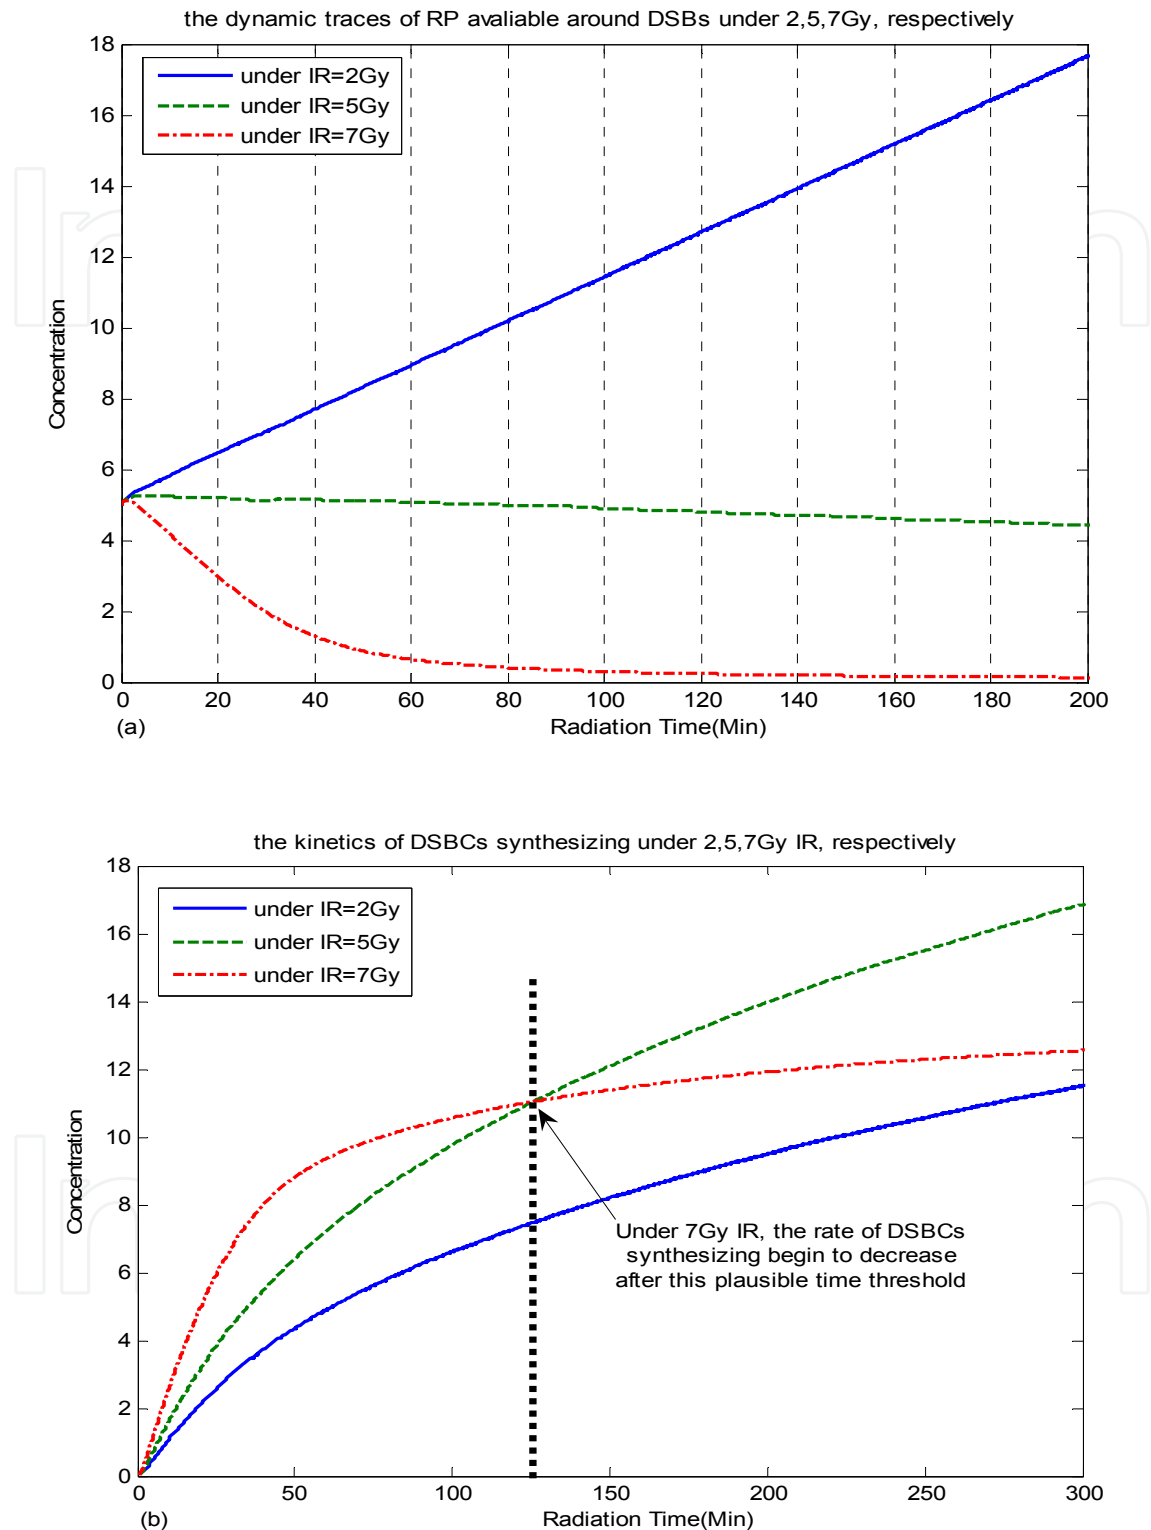 the dynamic traces of RP avaliable around DSBs under 2,5,7Gy, respectively
18
16
14
12
10
8
6
4
2
0
Concentration
under IR=2Gy
under IR=5Gy
under IR=7Gy
0 20 40 60 80 100 120 140 160 180 200
(a)
Radiation Time(Min)
the kinetics of DSBCs synthesizing under 2,5,7Gy IR, respectively
18
16
14
12
10
8
6
4
2
0
Concentration
under IR=2Gy
under IR=5Gy
under IR=7Gy
Under 7Gy IR, the rate of DSBCs
synthesizing begin to decrease
after this plausible time threshold
0 50 100 150 200 250 300
(b)
Radiation Time(Min)